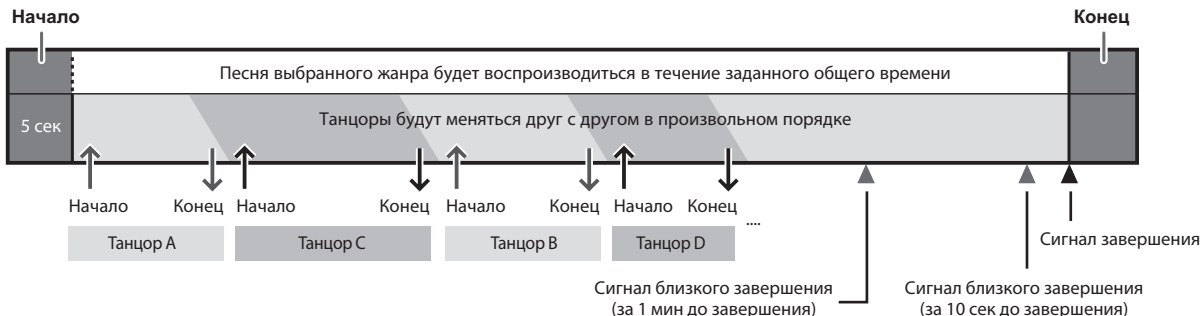 Начало
Конец
Песня выбранного жанра будет воспроизводиться в течение заданного общего времени
5 сек
Танцоры будут меняться друг с другом в произвольном порядке
Начало Конец Начало Конец Начало Конец Начало Конец
....
Танцор A Танцор C Танцор B Танцор D
Сигнал завершения
Сигнал близкого завершения
(за 1 мин до завершения)
Сигнал близкого завершения
(за 10 сек до завершения)